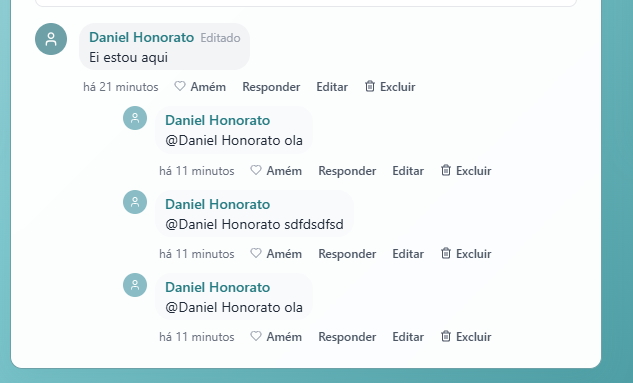 Daniel Honorato Editado
Ei estou aqui
há 21 minutos Amém Responder Editar Excluir
Daniel Honorato
@Daniel Honorato ola
há 11 minutos Amém Responder Editar Excluir
Daniel Honorato
@Daniel Honorato sdfdsdfsd
há 11 minutos Amém Responder Editar Excluir
Daniel Honorato
@Daniel Honorato ola
há 11 minutos Amém Responder Editar Excluir